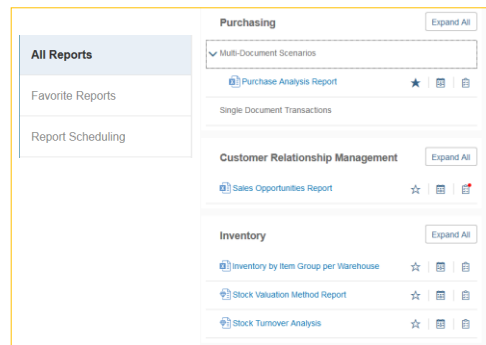 All Reports
Favorite Reports
Report Scheduling
Purchasing
Expand All
Multi-Document Scenarios
Purchase Analysis Report
Single Document Transactions
Customer Relationship Management
Expand All
Sales Opportunities Report
Inventory
Expand All
Inventory by Item Group per Warehouse
Stock Valuation Method Report
Stock Turnover Analysis